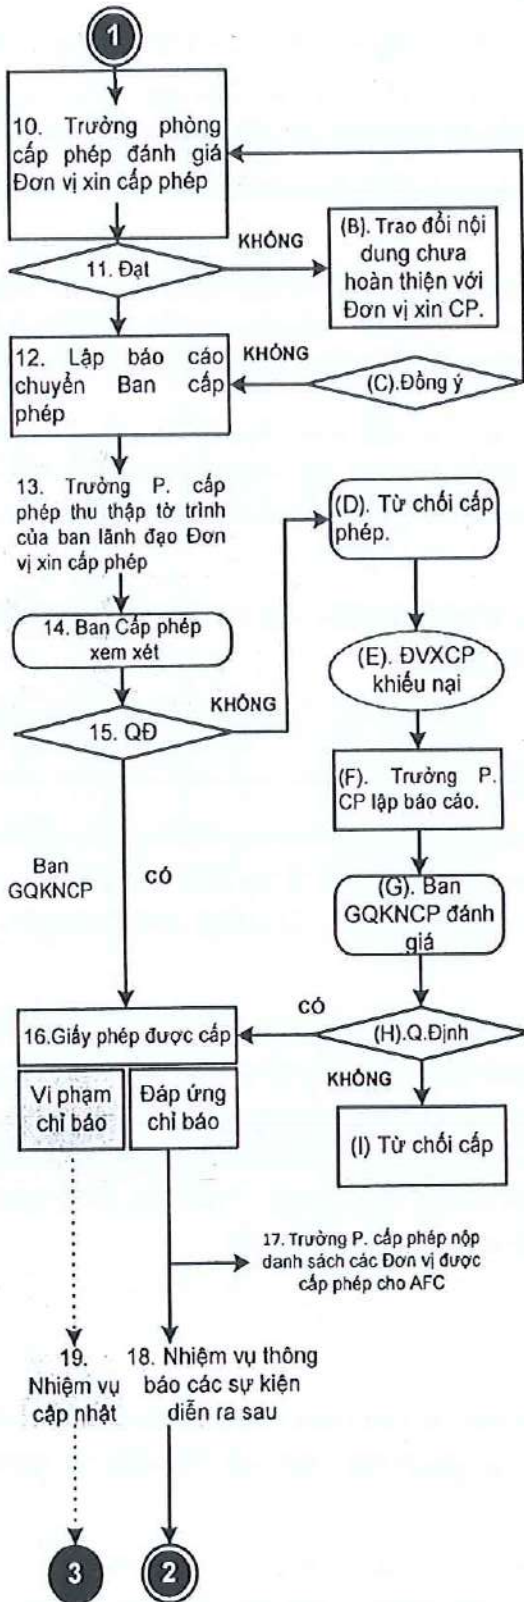 1
10. Trưởng phòng
cấp phép đánh giá
Đơn vị xin cấp phép
KHÔNG
11. Đạt
(B). Trao đổi nội
dung chưa
hoàn thiện với
Đơn vị xin CP.
12. Lập báo cáo
chuyển Ban cấp
phép
KHÔNG
(C).Đồng ý
13. Trưởng P. cấp
phép thu thập tờ trình
của ban lãnh đạo Đơn
vị xin cấp phép
(D). Từ chối cấp
phép.
14. Ban Cấp phép
xem xét
(E). ĐVXCP
khiếu nại
KHÔNG
15. QĐ
(F). Trưởng P.
CP lập báo cáo.
Ban
GQKNCP
CÓ
(G). Ban
GQKNCP đánh
giá
CÓ
16.Giấy phép được cấp
(H).Q.Định
KHÔNG
Vi phạm
chỉ báo
Đáp ứng
chỉ báo
(I) Từ chối cấp
17. Trưởng P. cấp phép nộp
danh sách các Đơn vị được
cấp phép cho AFC
19.
Nhiệm vụ
cập nhật
18. Nhiệm vụ thông
báo các sự kiện
diễn ra sau
3
2